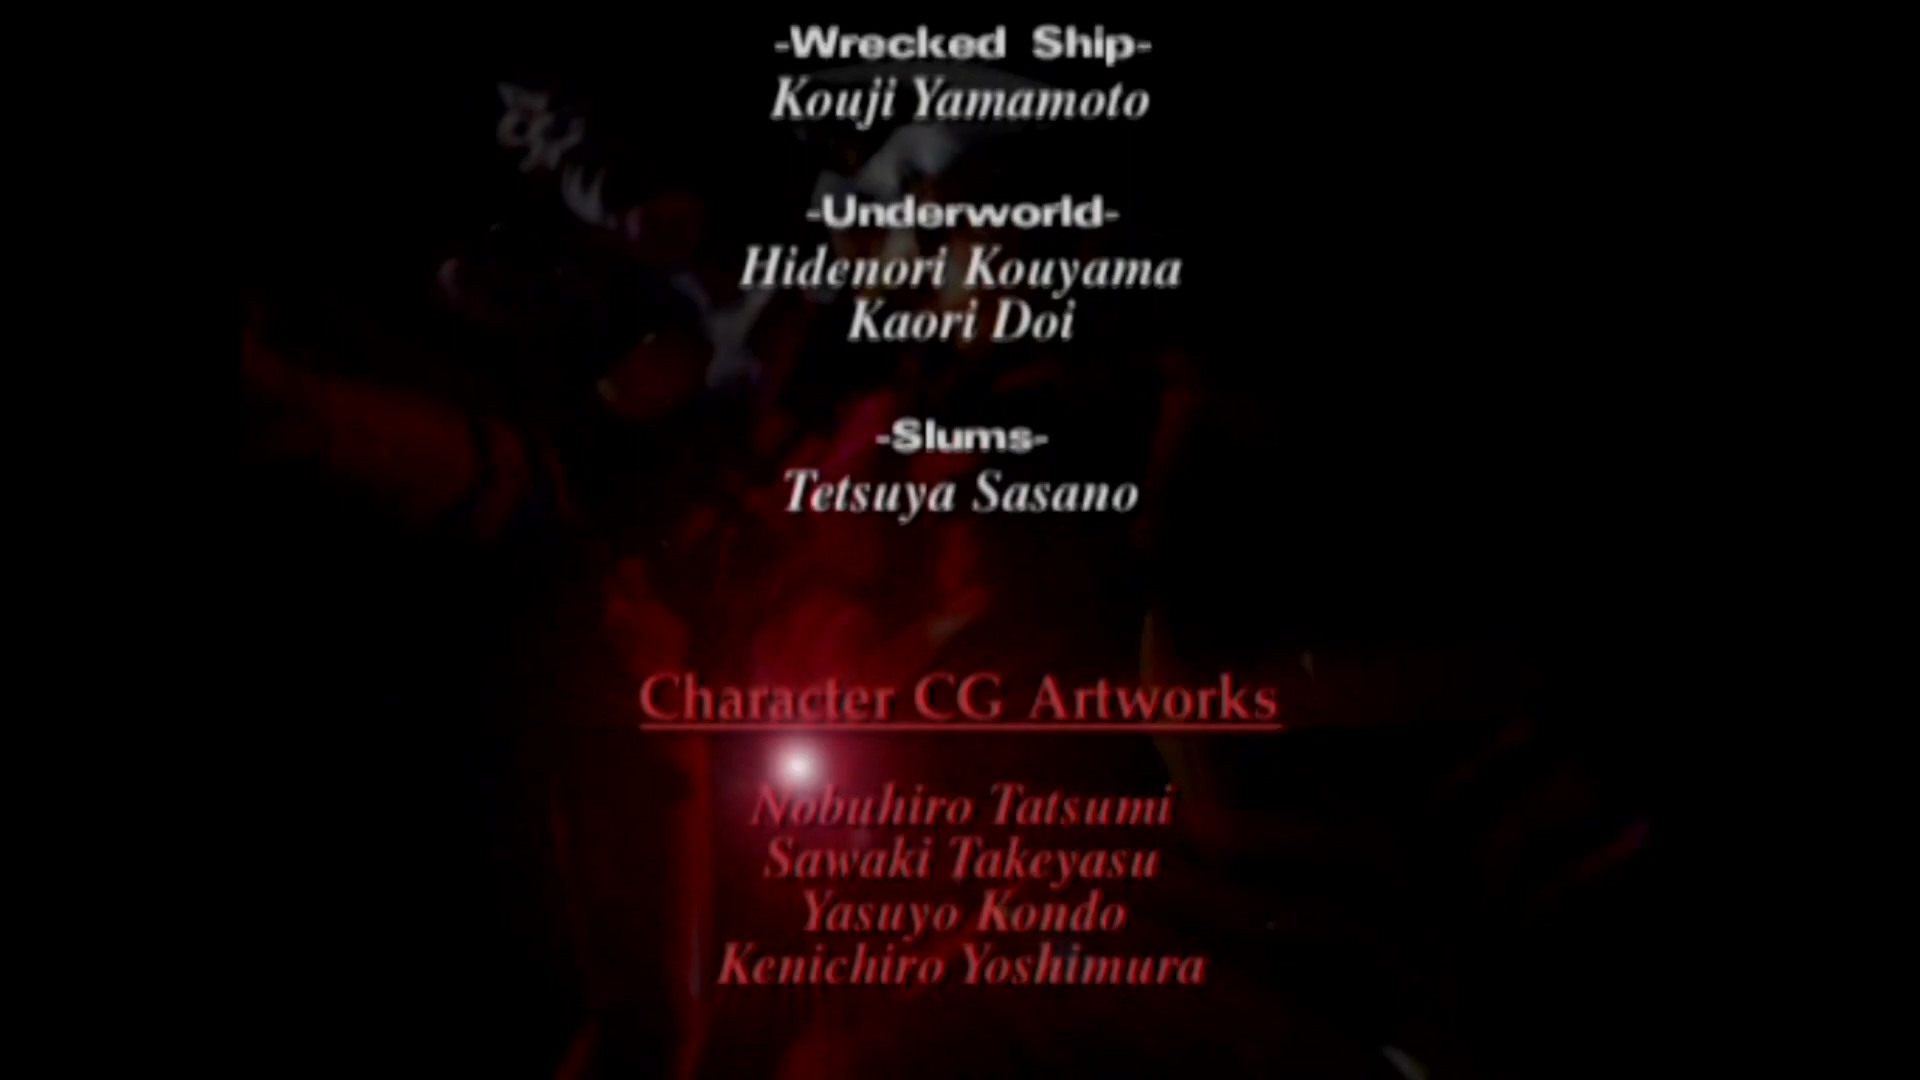 -Wrecked Ship-
Kouji Yamamoto
-Underworld-
Hidenori Kouyama
Kaori Doi
-Slums-
Tetsuya Sasano
Character CG Artworks
Nobuhiro Tatsumi
Sawaki Takeyasu
Yasuyo Kondo
Kenichiro Yoshimura